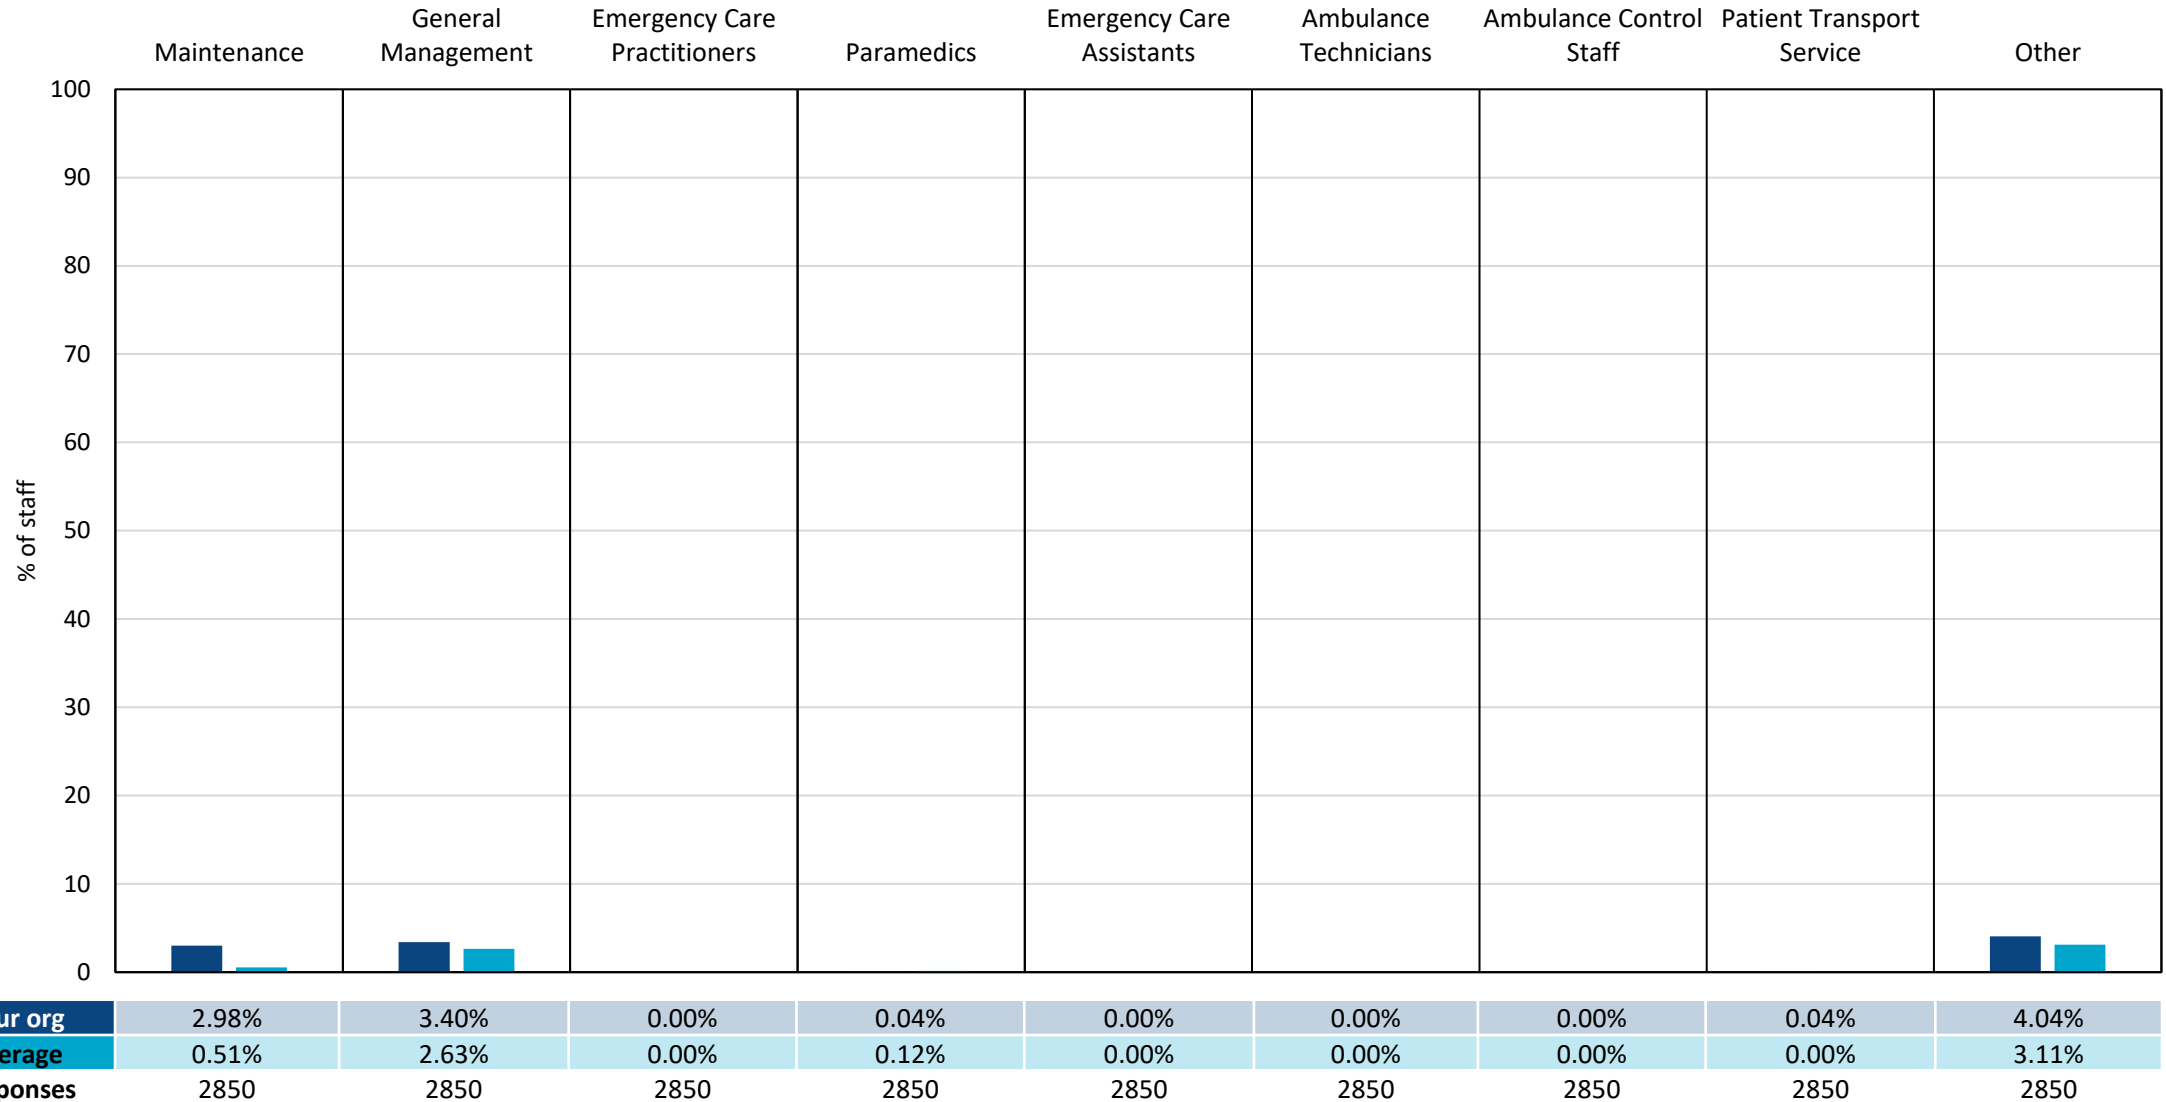 Maintenance
General
Management
Emergency Care
Practitioners
Paramedics
Emergency Care
Assistants
Ambulance
Technicians
Ambulance Control
Staff
Patient Transport
Service
Other
% of staff
100
90
80
70
60
50
40
30
20
10
0
ur org 2.98% 3.40% 0.00% 0.04% 0.00% 0.00% 0.00% 0.04% 4.04%
erage 0.51% 2.63% 0.00% 0.12% 0.00% 0.00% 0.00% 0.00% 3.11%
ponses 2850 2850 2850 2850 2850 2850 2850 2850 2850